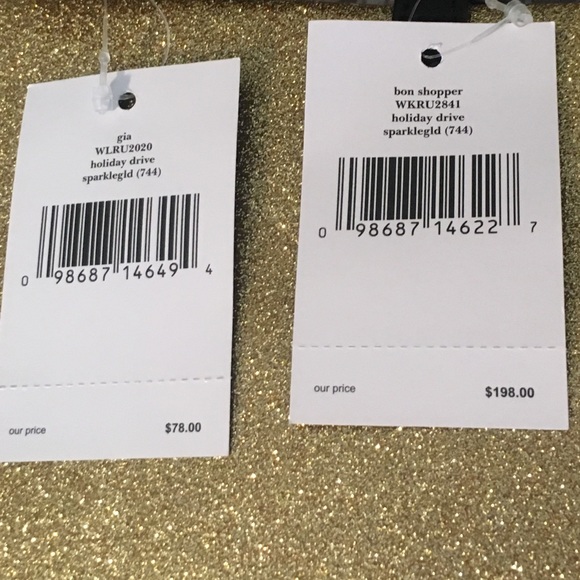 gia
WLRU2020
holiday drive
sparklegld (744)
0 98687 14649 4
our price $78.00
bon shopper
WKRU2841
holiday drive
sparklegld (744)
0 98687 14622 7
our price $198.00